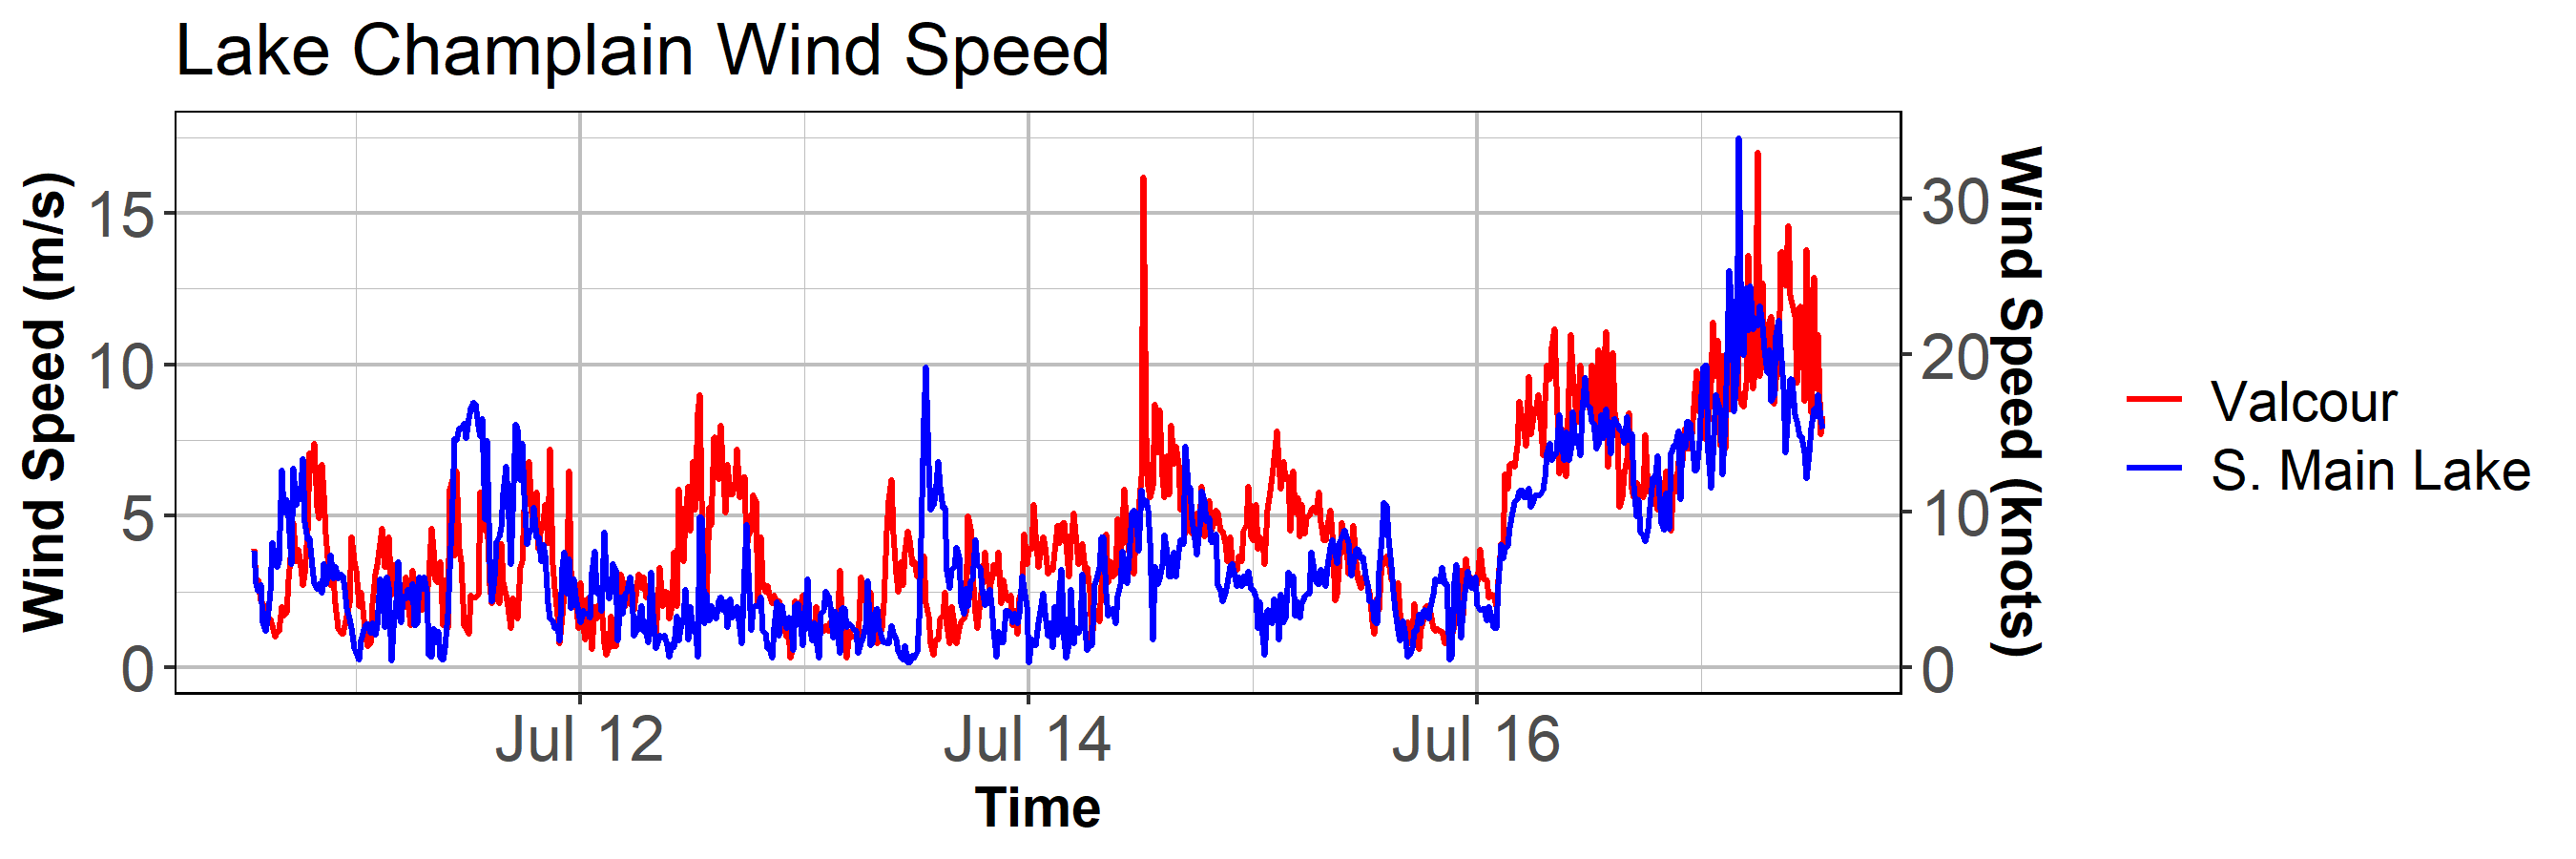 Lake Champlain Wind Speed
Wind Speed (m/s)
15
10
5
0
30
20
10
0
Wind Speed (knots)
Jul 12
Jul 14
Jul 16
Time
Valcour
S. Main Lake